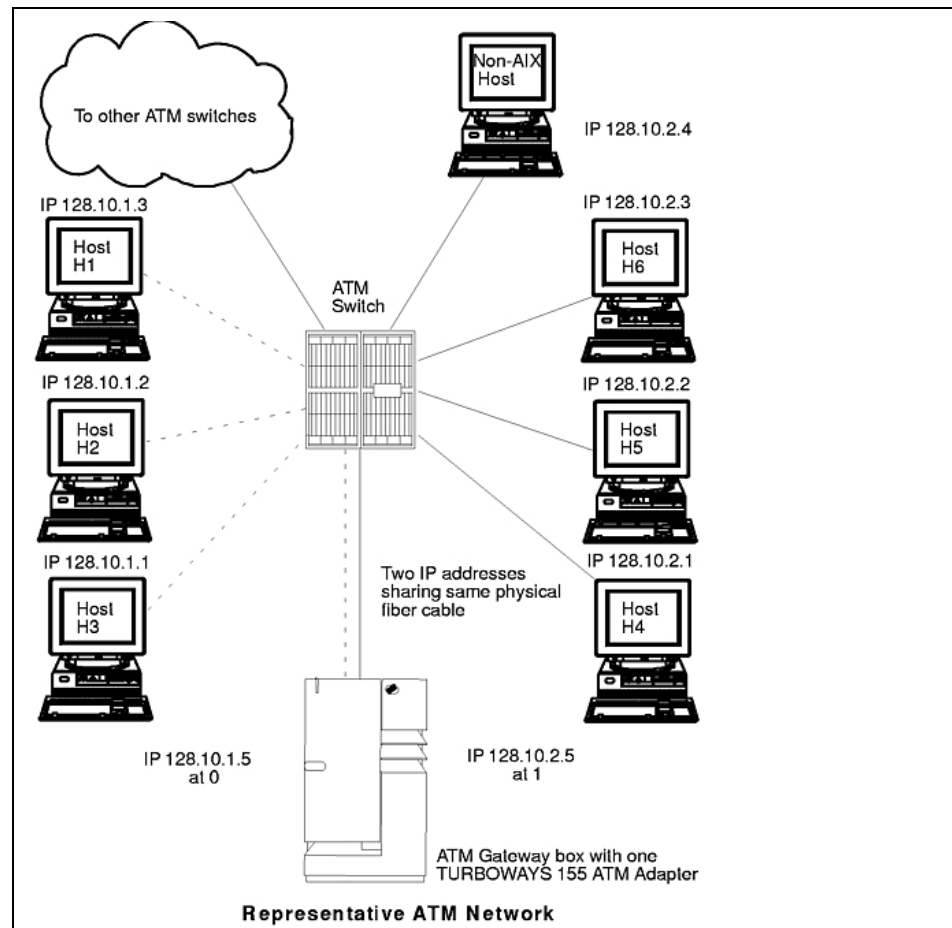 To other ATM switches
Non-AIX
Host
IP 128.10.2.4
IP 128.10.1.3
Host
H1
IP 128.10.2.3
Host
H6
ATM
Switch
IP 128.10.1.2
Host
H2
IP 128.10.2.2
Host
H5
IP 128.10.1.1
Host
H3
Two IP addresses
sharing same physical
fiber cable
IP 128.10.2.1
Host
H4
IP 128.10.1.5
at 0
IP 128.10.2.5
at 1
ATM Gateway box with one
TURBOWAYS 155 ATM Adapter
Representative ATM Network